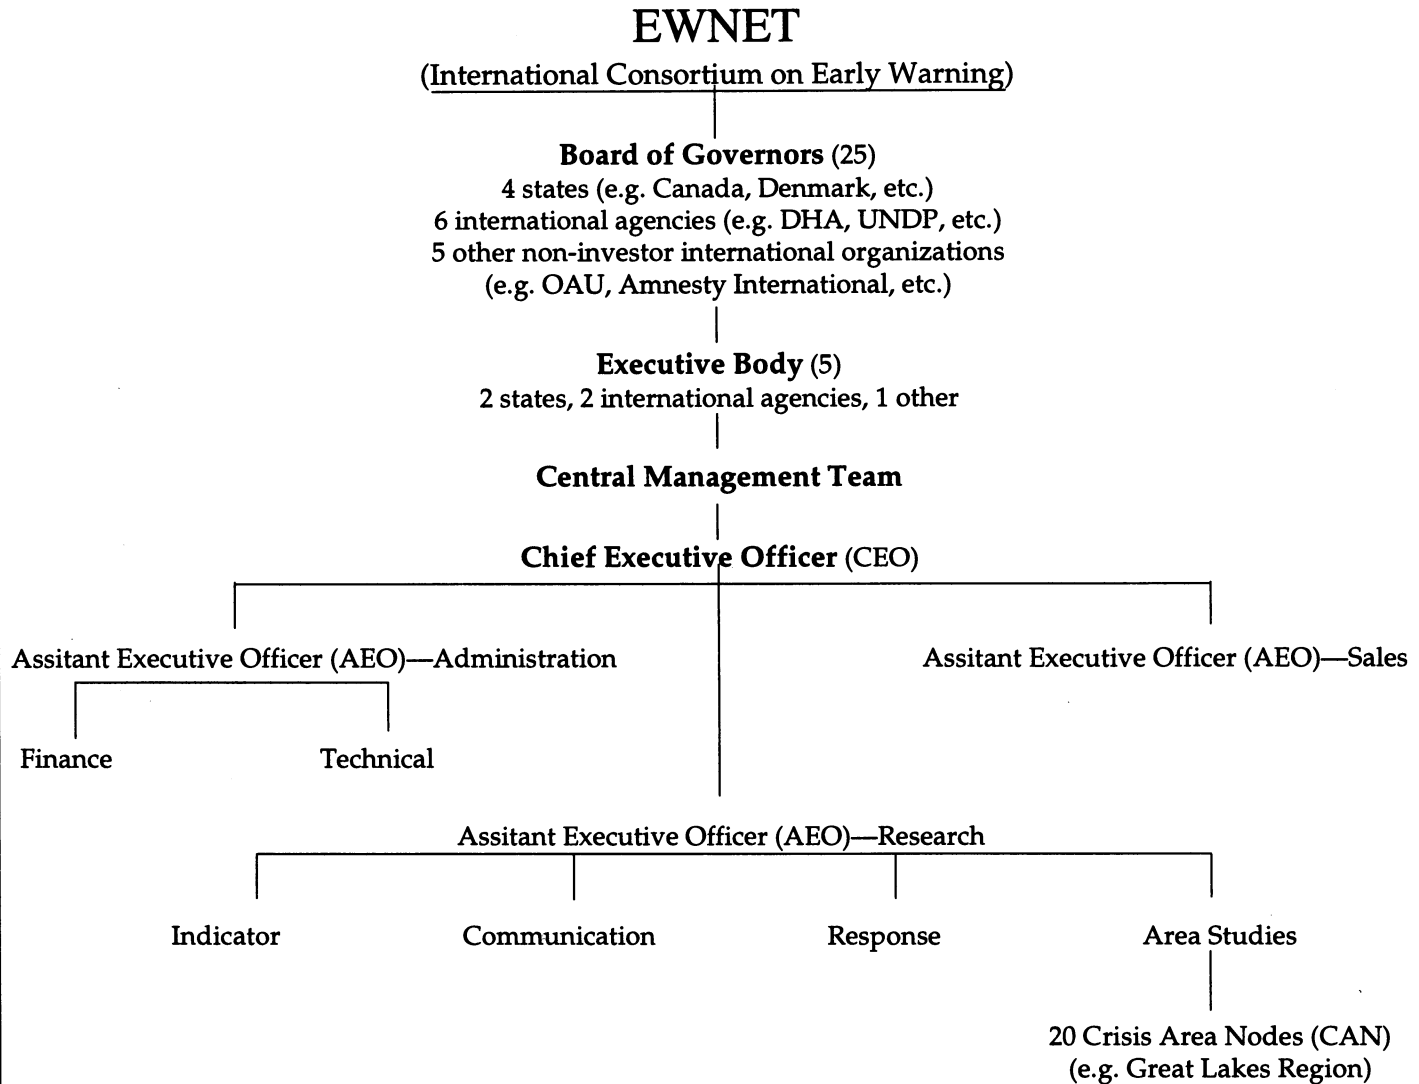 EWNET
(International Consortium on Early Warning)
Board of Governors (25)
4 states (e.g. Canada, Denmark, etc.)
6 international agencies (e.g. DHA, UNDP, etc.)
5 other non-investor international organizations
(e.g. OAU, Amnesty International, etc.)
Executive Body (5)
2 states, 2 international agencies, 1 other
Central Management Team
Chief Executive Officer (CEO)
Assitant Executive Officer (AEO)—Administration
Assitant Executive Officer (AEO)—Sales
Finance
Technical
Assitant Executive Officer (AEO)—Research
Indicator
Communication
Response
Area Studies
20 Crisis Area Nodes (CAN)
(e.g. Great Lakes Region)